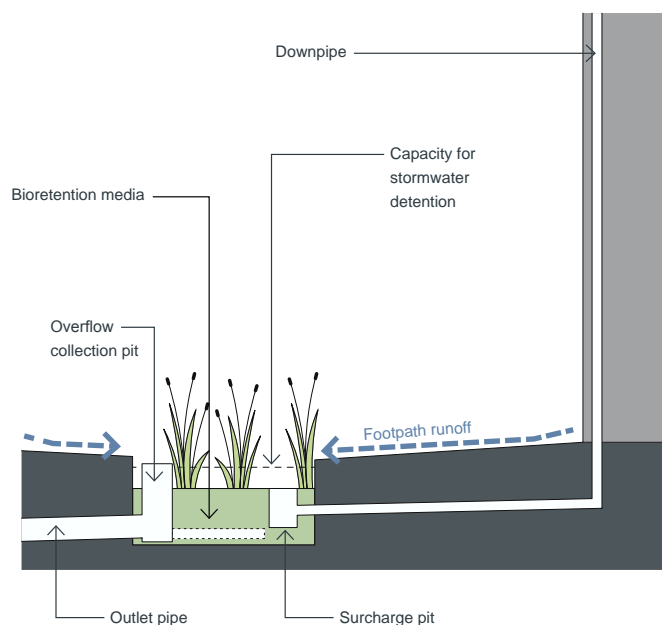 Downpipe
Capacity for
stormwater
detention
Bioretention media
Overflow
collection pit
Footpath runoff
Outlet pipe
Surcharge pit